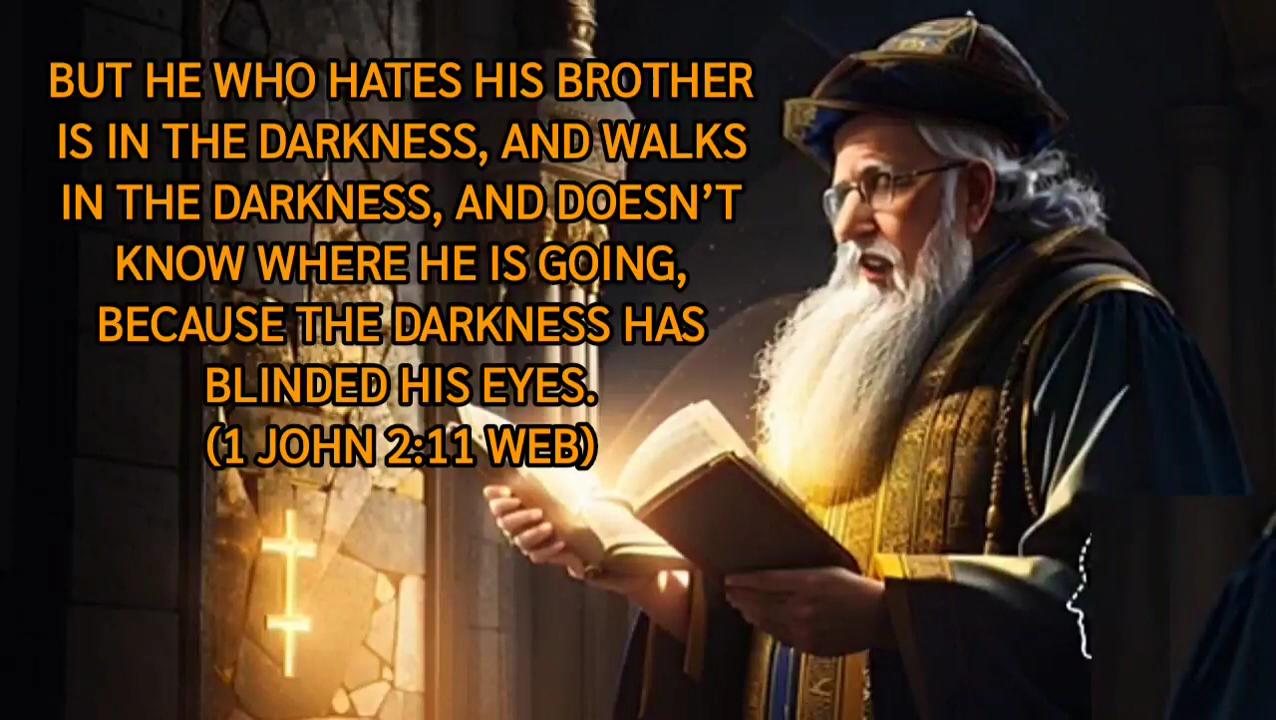 BUT HE WHO HATES HIS BROTHER
IS IN THE DARKNESS, AND WALKS
IN THE DARKNESS, AND DOESN’T
KNOW WHERE HE IS GOING,
BECAUSE THE DARKNESS HAS
BLINDED HIS EYES.
(1 JOHN 2:11 WEB)